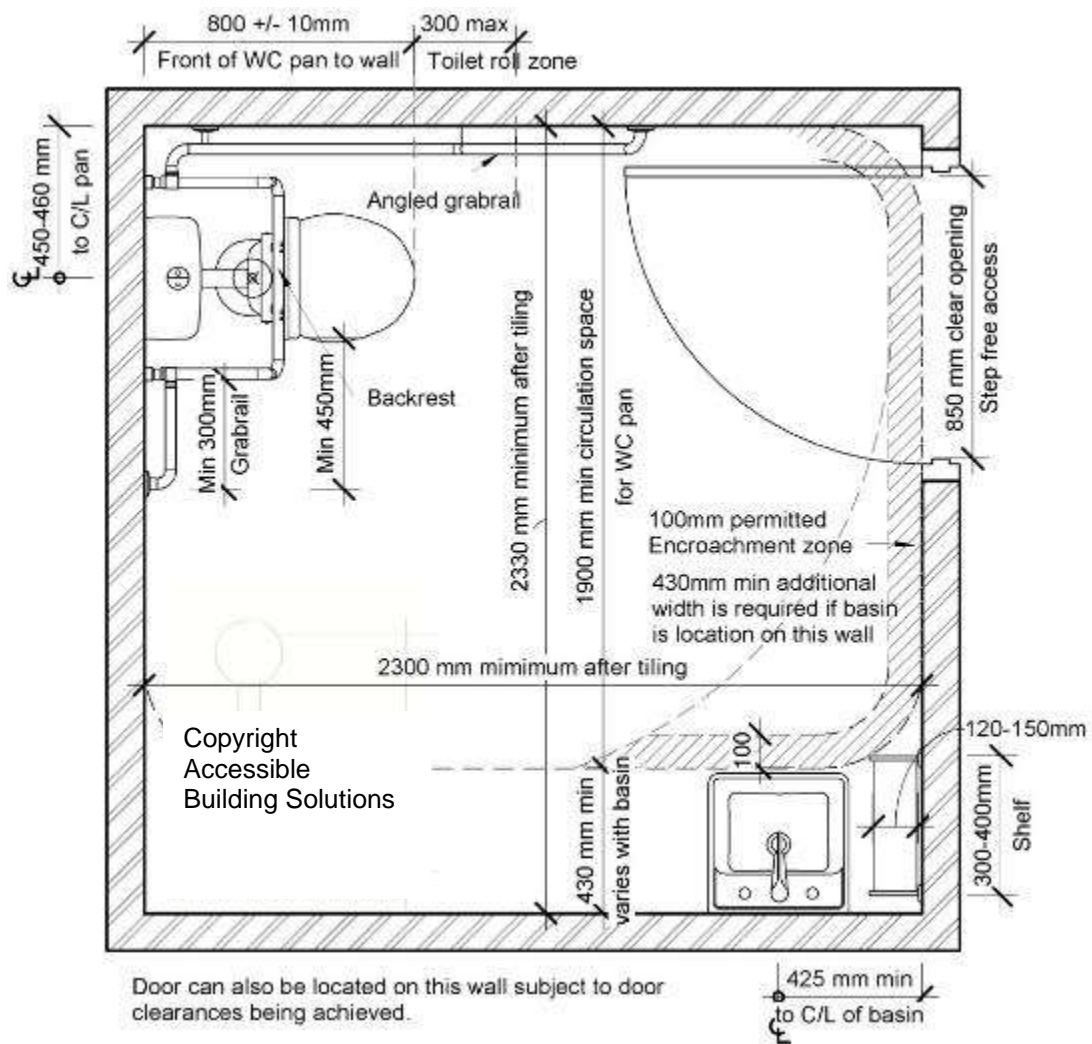 800 +/- 10mm
300 max
Front of WC pan to wall
Toilet roll zone
450-460 mm
to C/L pan
Angled grabrail
Backrest
Min 300mm
Grabrail
Min 450mm
2330 mm minimum after tiling
1900 mm min circulation space
for WC pan
850 mm clear opening
Step free access
100mm permitted
Encroachment zone
430mm min additional
width is required if basin
is location on this wall
2300 mm mimimum after tiling
Copyright
Accessible
Building Solutions
100
430 mm min
varies with basin
120-150mm
300-400mm
Shelf
Door can also be located on this wall subject to door
clearances being achieved.
425 mm min
to C/L of basin